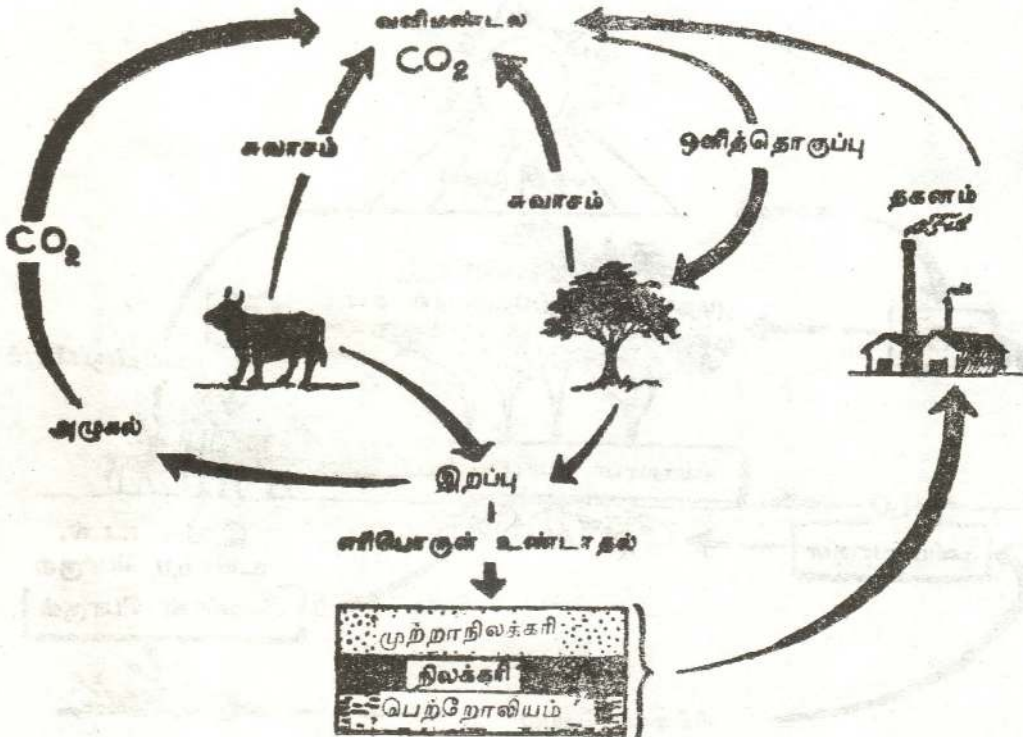 வளிமண்டல
CO₂
சுவாசம்
ஒளித்தொகுப்பு
சுவாசம்
தகனம்
CO₂
அழுகல்
இறப்பு
எரிபொருள் உண்டாதல்
முற்றாநிலக்கரி
நிலக்கரி
பெற்றோலியம்